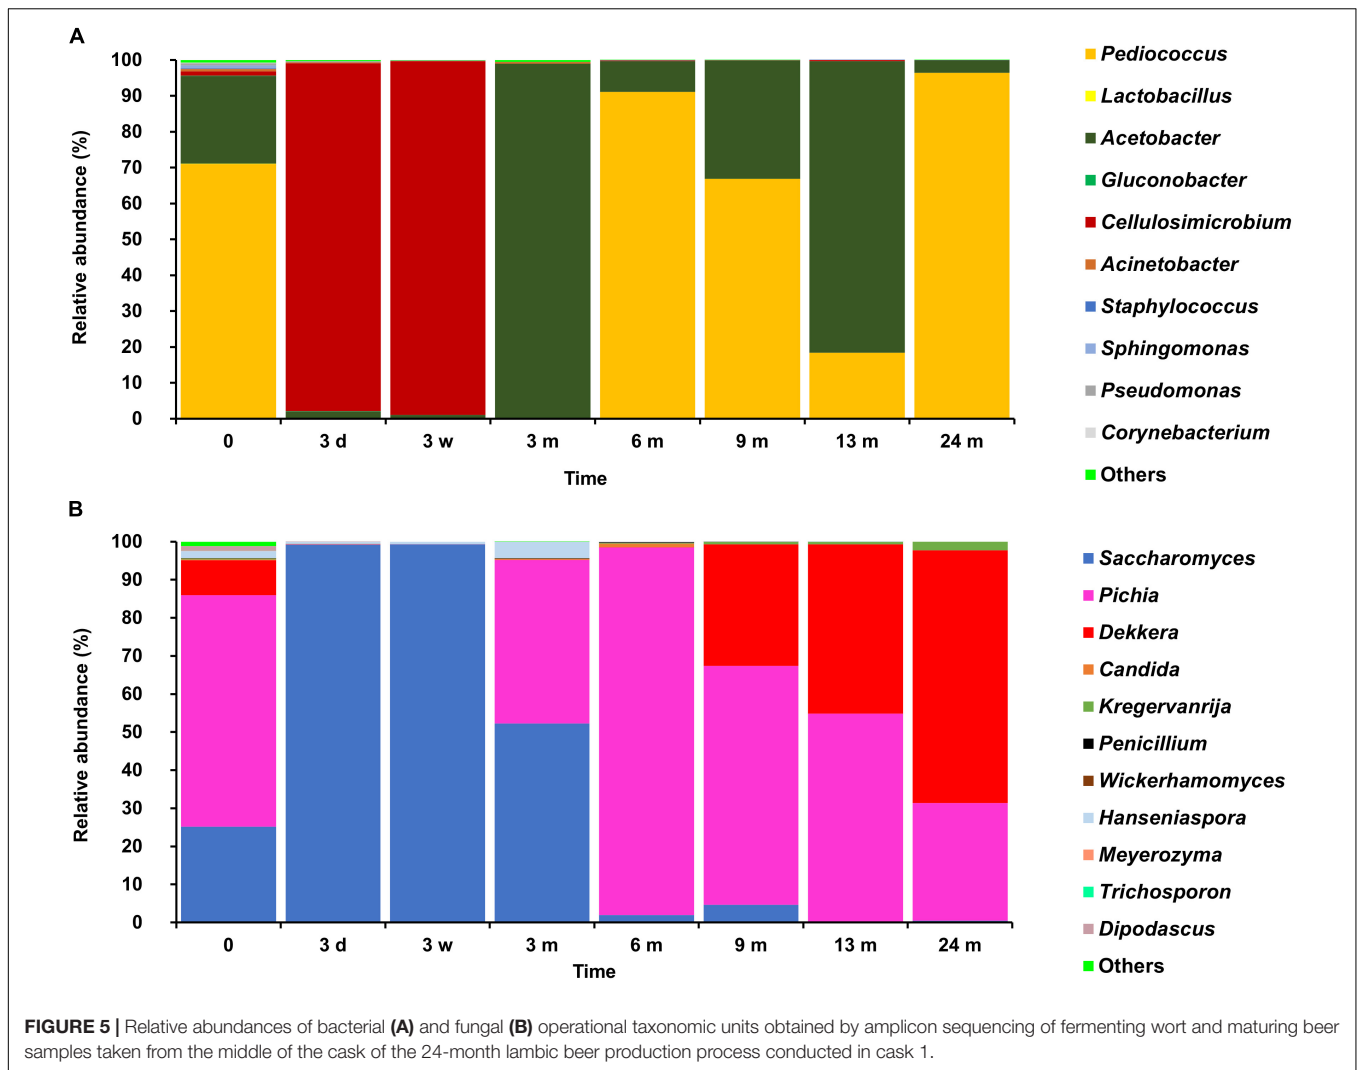 A
Relative abundance (%)
100
90
80
70
60
50
40
30
20
10
0
0 3 d 3 w 3 m 6 m 9 m 13 m 24 m
Time
Pediococcus
Lactobacillus
Acetobacter
Gluconobacter
Cellulosimicrobium
Acinetobacter
Staphylococcus
Sphingomonas
Pseudomonas
Corynebacterium
Others
B
Relative abundance (%)
100
90
80
70
60
50
40
30
20
10
0
0 3 d 3 w 3 m 6 m 9 m 13 m 24 m
Time
Saccharomyces
Pichia
Dekkera
Candida
Kregervanrija
Penicillium
Wickerhamomyces
Hanseniaspora
Meyerozyma
Trichosporon
Dipodascus
Others
FIGURE 5 | Relative abundances of bacterial (A) and fungal (B) operational taxonomic units obtained by amplicon sequencing of fermenting wort and maturing beer
samples taken from the middle of the cask of the 24-month lambic beer production process conducted in cask 1.